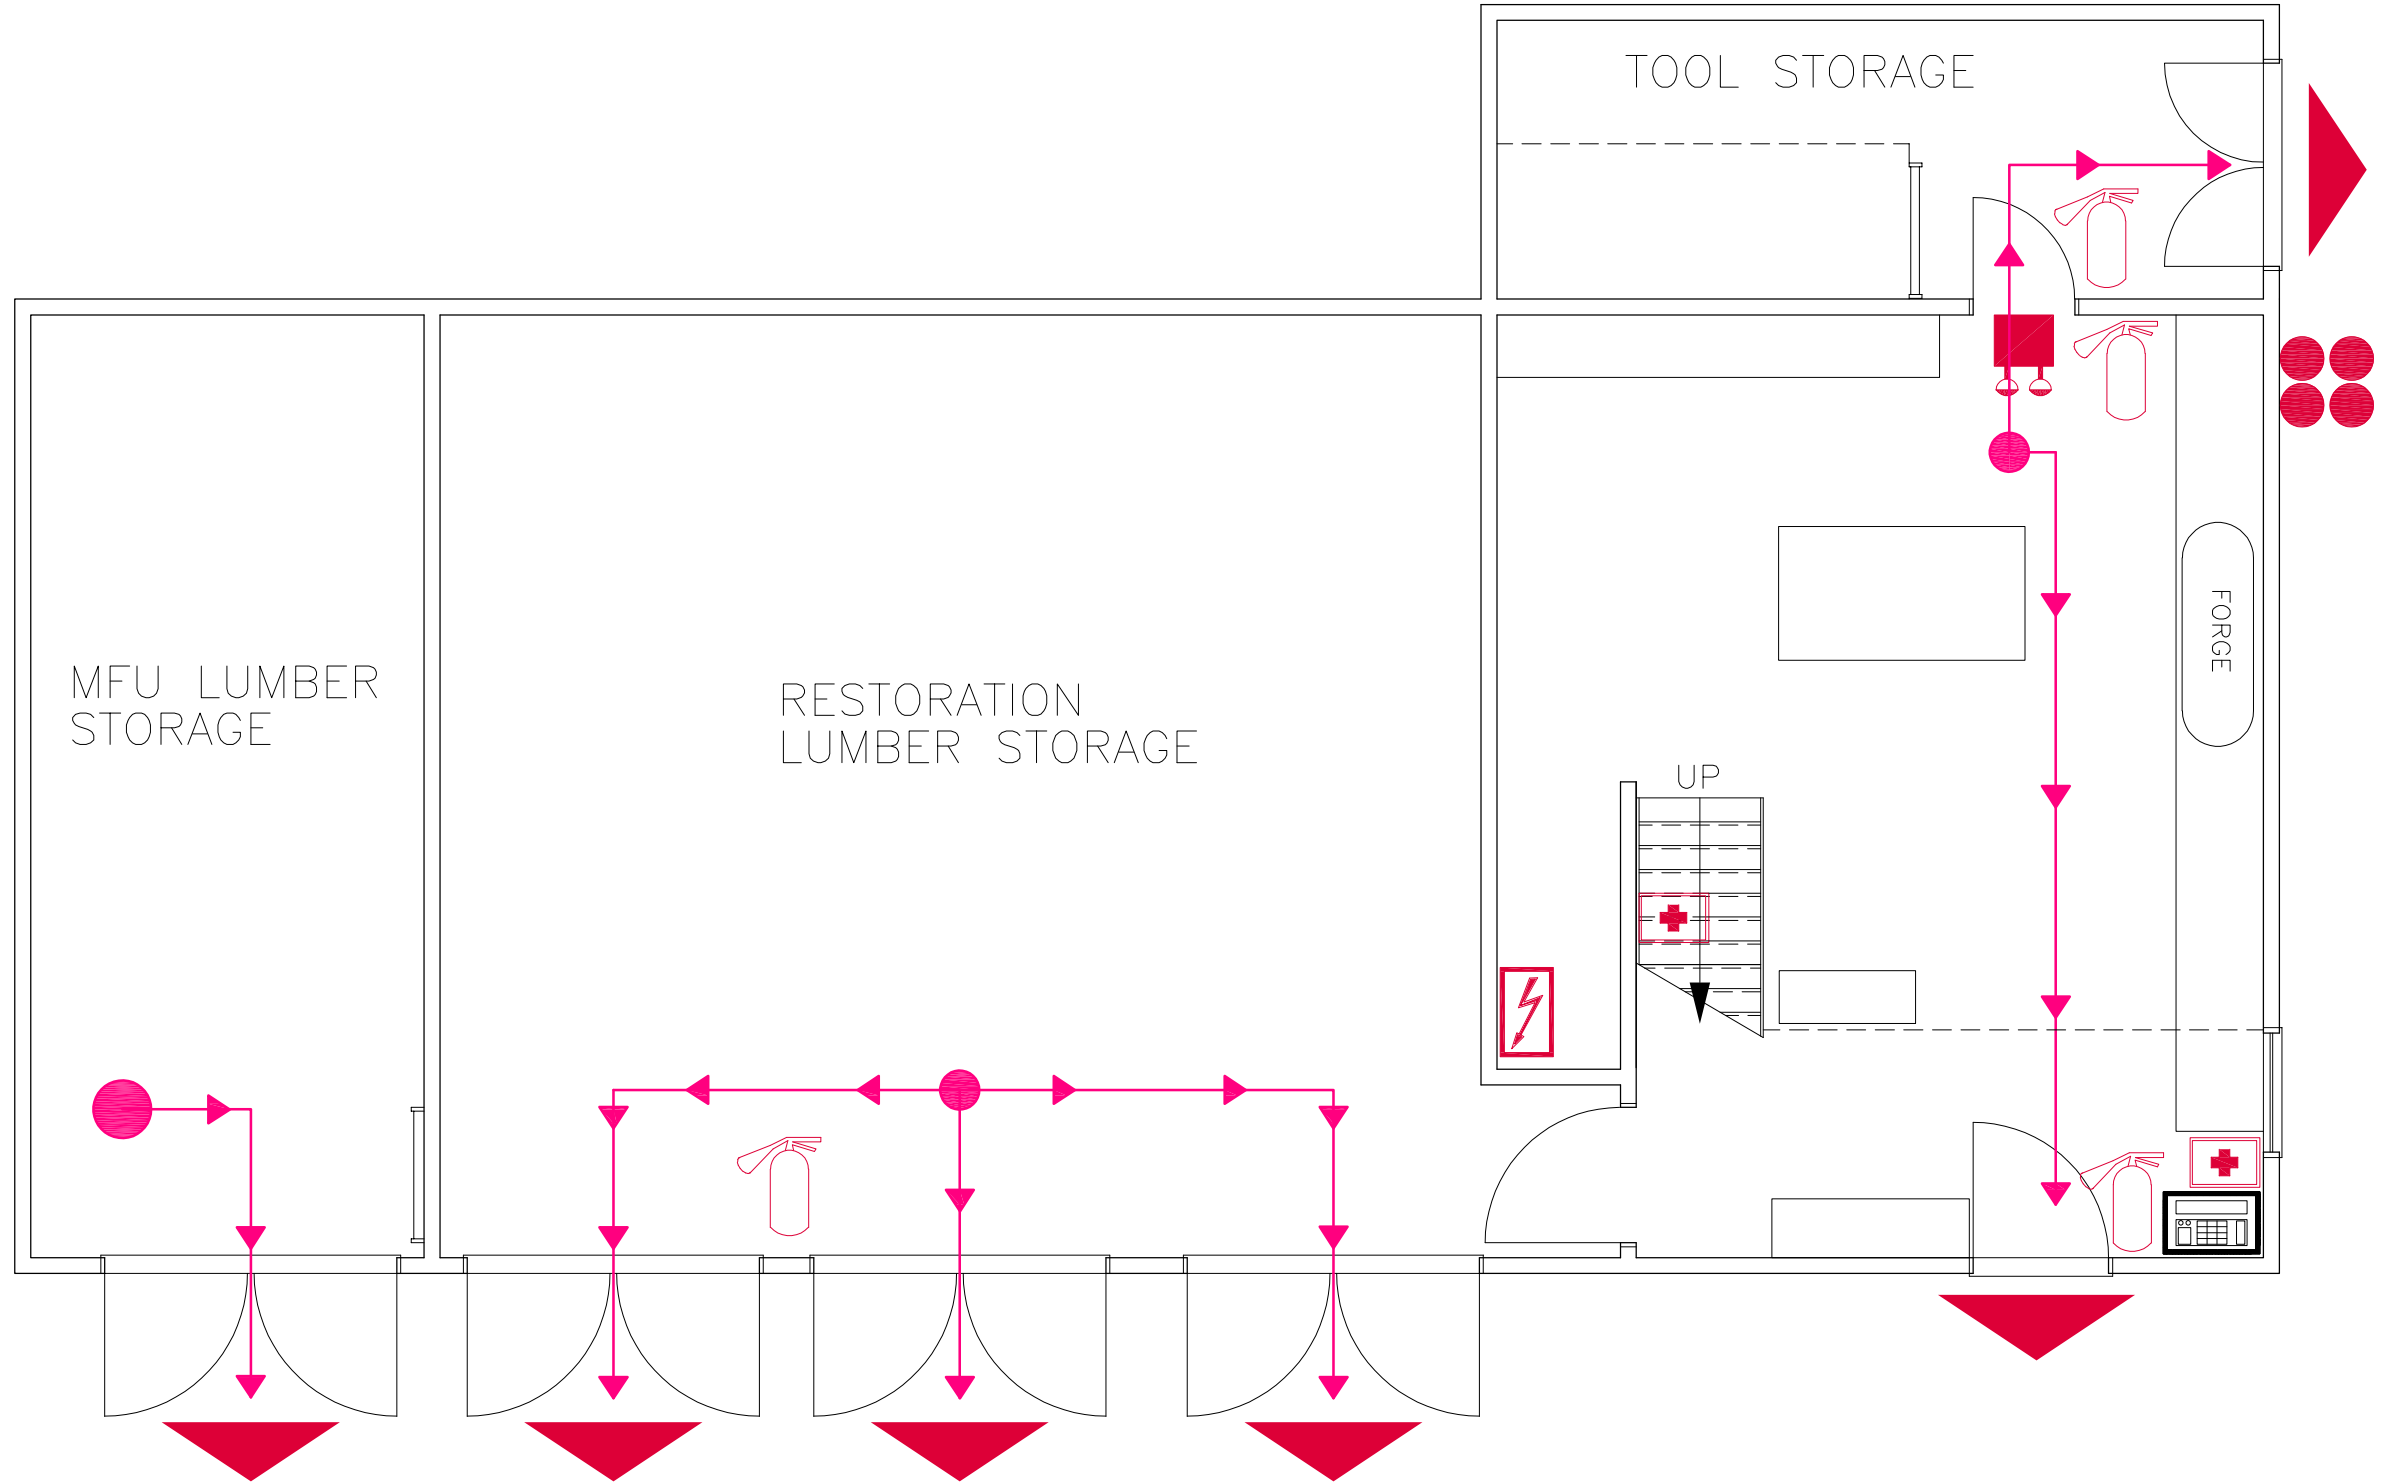 TOOL STORAGE
MFU LUMBER
STORAGE
RESTORATION
LUMBER STORAGE
FORGE
UP